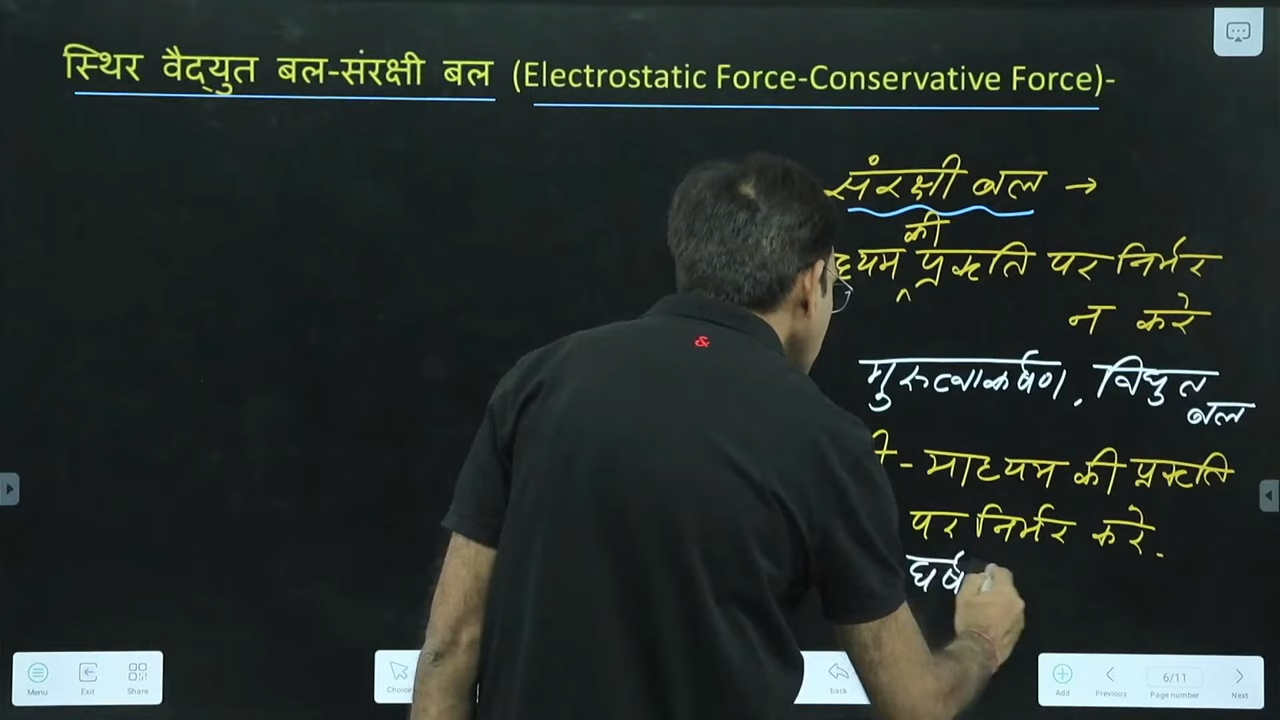 स्थिर वैद्युत बल-संरक्षी बल (Electrostatic Force-Conservative Force)-
संरक्षी बल →
की
प्रकृति पर निर्भर
न करे
गुरुत्वाकर्षण, विधुत
बल
- माध्यम की प्रकृति
पर निर्भर करे.
घर्ष
&
Menu Exit Share
back
Add Previous 6/11 Page number Next